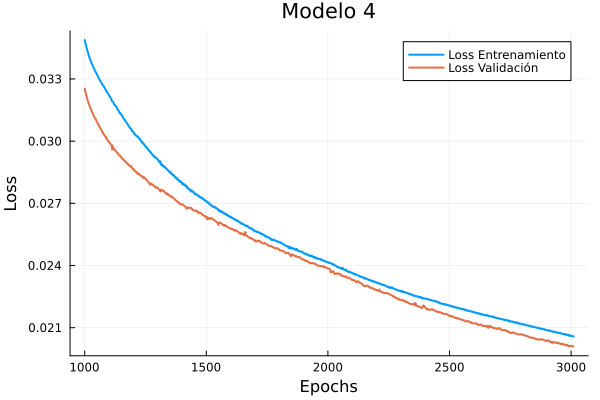 Modelo 4
Loss Entrenamiento
Loss Validación
0.033
0.030
0.027
0.024
0.021
Loss
1000 1500 2000 2500 3000
Epochs